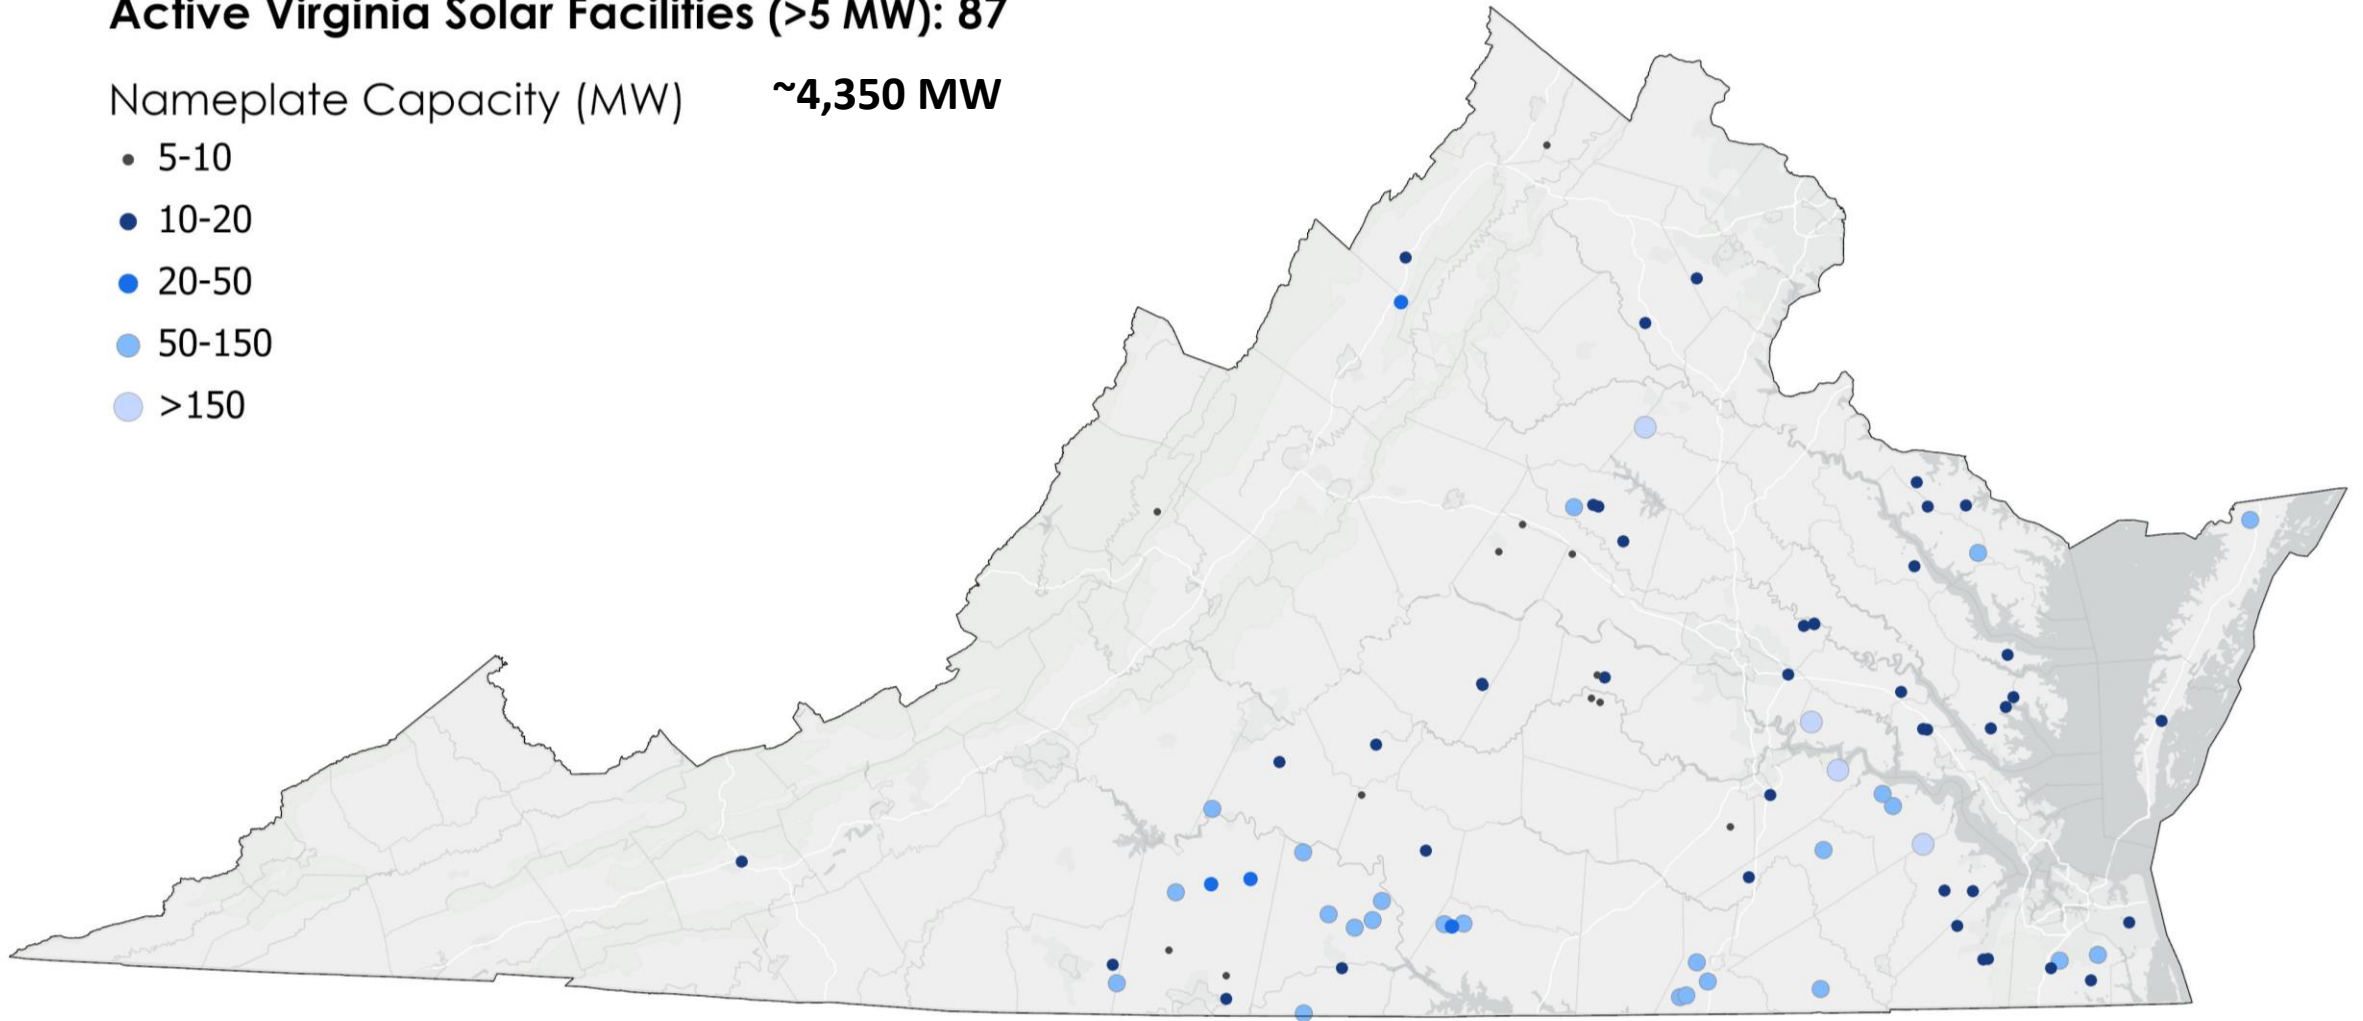 Active Virginia Solar Facilities (>5 MW): 87
Nameplate Capacity (MW) ~4,350 MW
5-10
10-20
20-50
50-150
>150